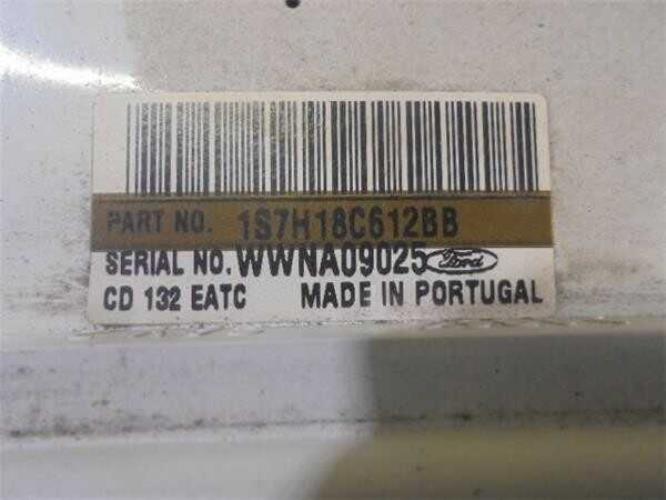 PART NO. 1S7H18C612BB
SERIAL NO. WWNA09025 Ford
CD 132 EATC MADE IN PORTUGAL